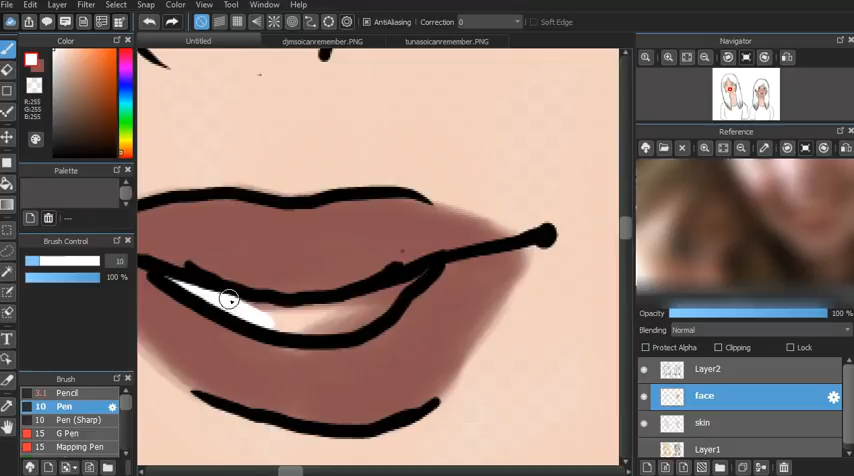 File Edit Layer Filter Select Snap Color View Tool Window Help
AntiAliasing Correction 0 Soft Edge
Color
Untitled djmsoicanremember.PNG tunasoicanremember.PNG
Navigator
R:255
G:255
B:255
Reference
Palette
---
Brush Control
10
100 %
Opacity 100 %
Blending Normal
Protect Alpha Clipping Lock
Layer2
Brush
3.1 Pencil
face
10 Pen
10 Pen (Sharp)
skin
15 G Pen
15 Mapping Pen
Layer1